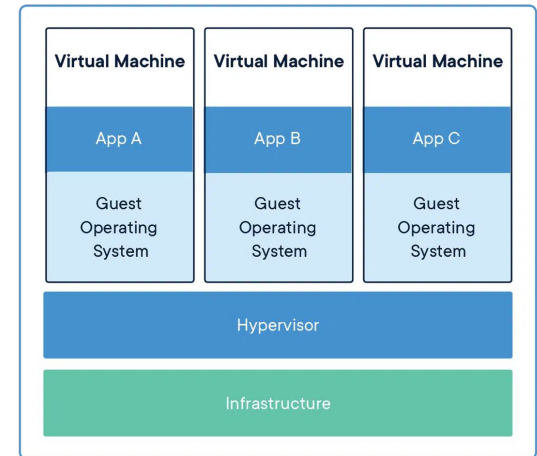 Virtual Machine
Virtual Machine
Virtual Machine
App A
App B
App C
Guest
Operating
System
Guest
Operating
System
Guest
Operating
System
Hypervisor
Infrastructure